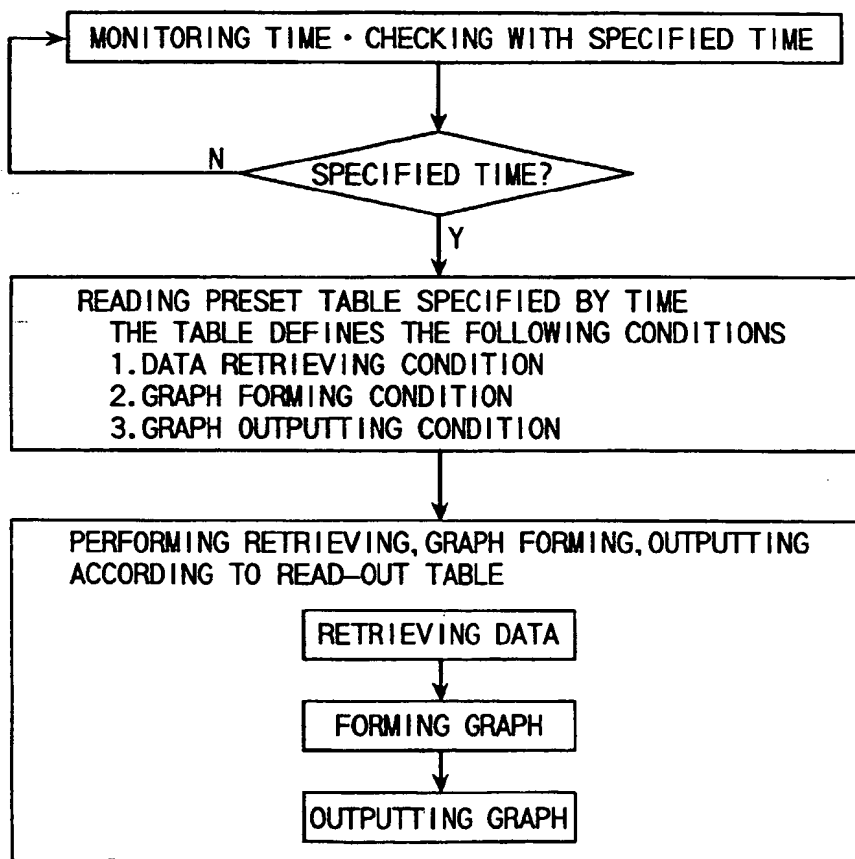 MONITORING TIME・CHECKING WITH SPECIFIED TIME
N
SPECIFIED TIME?
Y
READING PRESET TABLE SPECIFIED BY TIME
THE TABLE DEFINES THE FOLLOWING CONDITIONS
1.DATA RETRIEVING CONDITION
2.GRAPH FORMING CONDITION
3.GRAPH OUTPUTTING CONDITION
PERFORMING RETRIEVING,GRAPH FORMING,OUTPUTTING
ACCORDING TO READ-OUT TABLE
RETRIEVING DATA
FORMING GRAPH
OUTPUTTING GRAPH